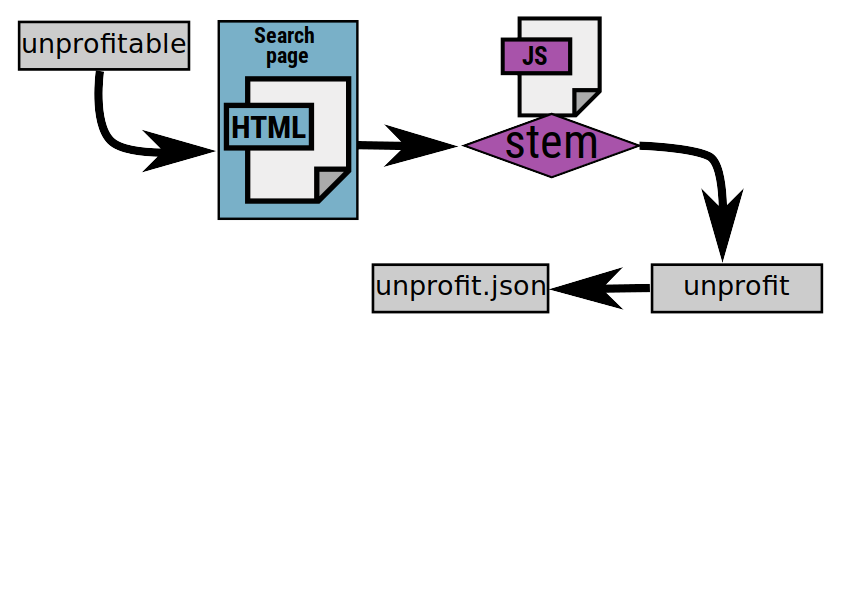 unprofitable
Search
page
HTML
JS
stem
unprofit.json
unprofit